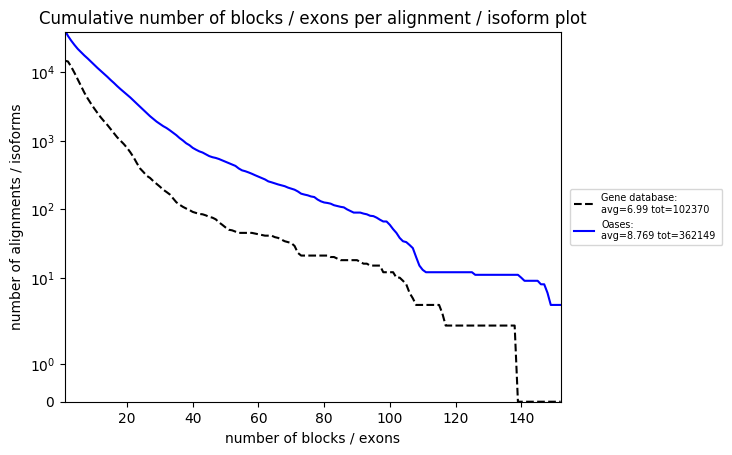 Cumulative number of blocks / exons per alignment / isoform plot
number of alignments / isoforms
10^4
10^3
10^2
10^1
10^0
0
20
40
60
80
100
120
140
number of blocks / exons
Gene database:
avg=6.99 tot=102370
Oases:
avg=8.769 tot=362149